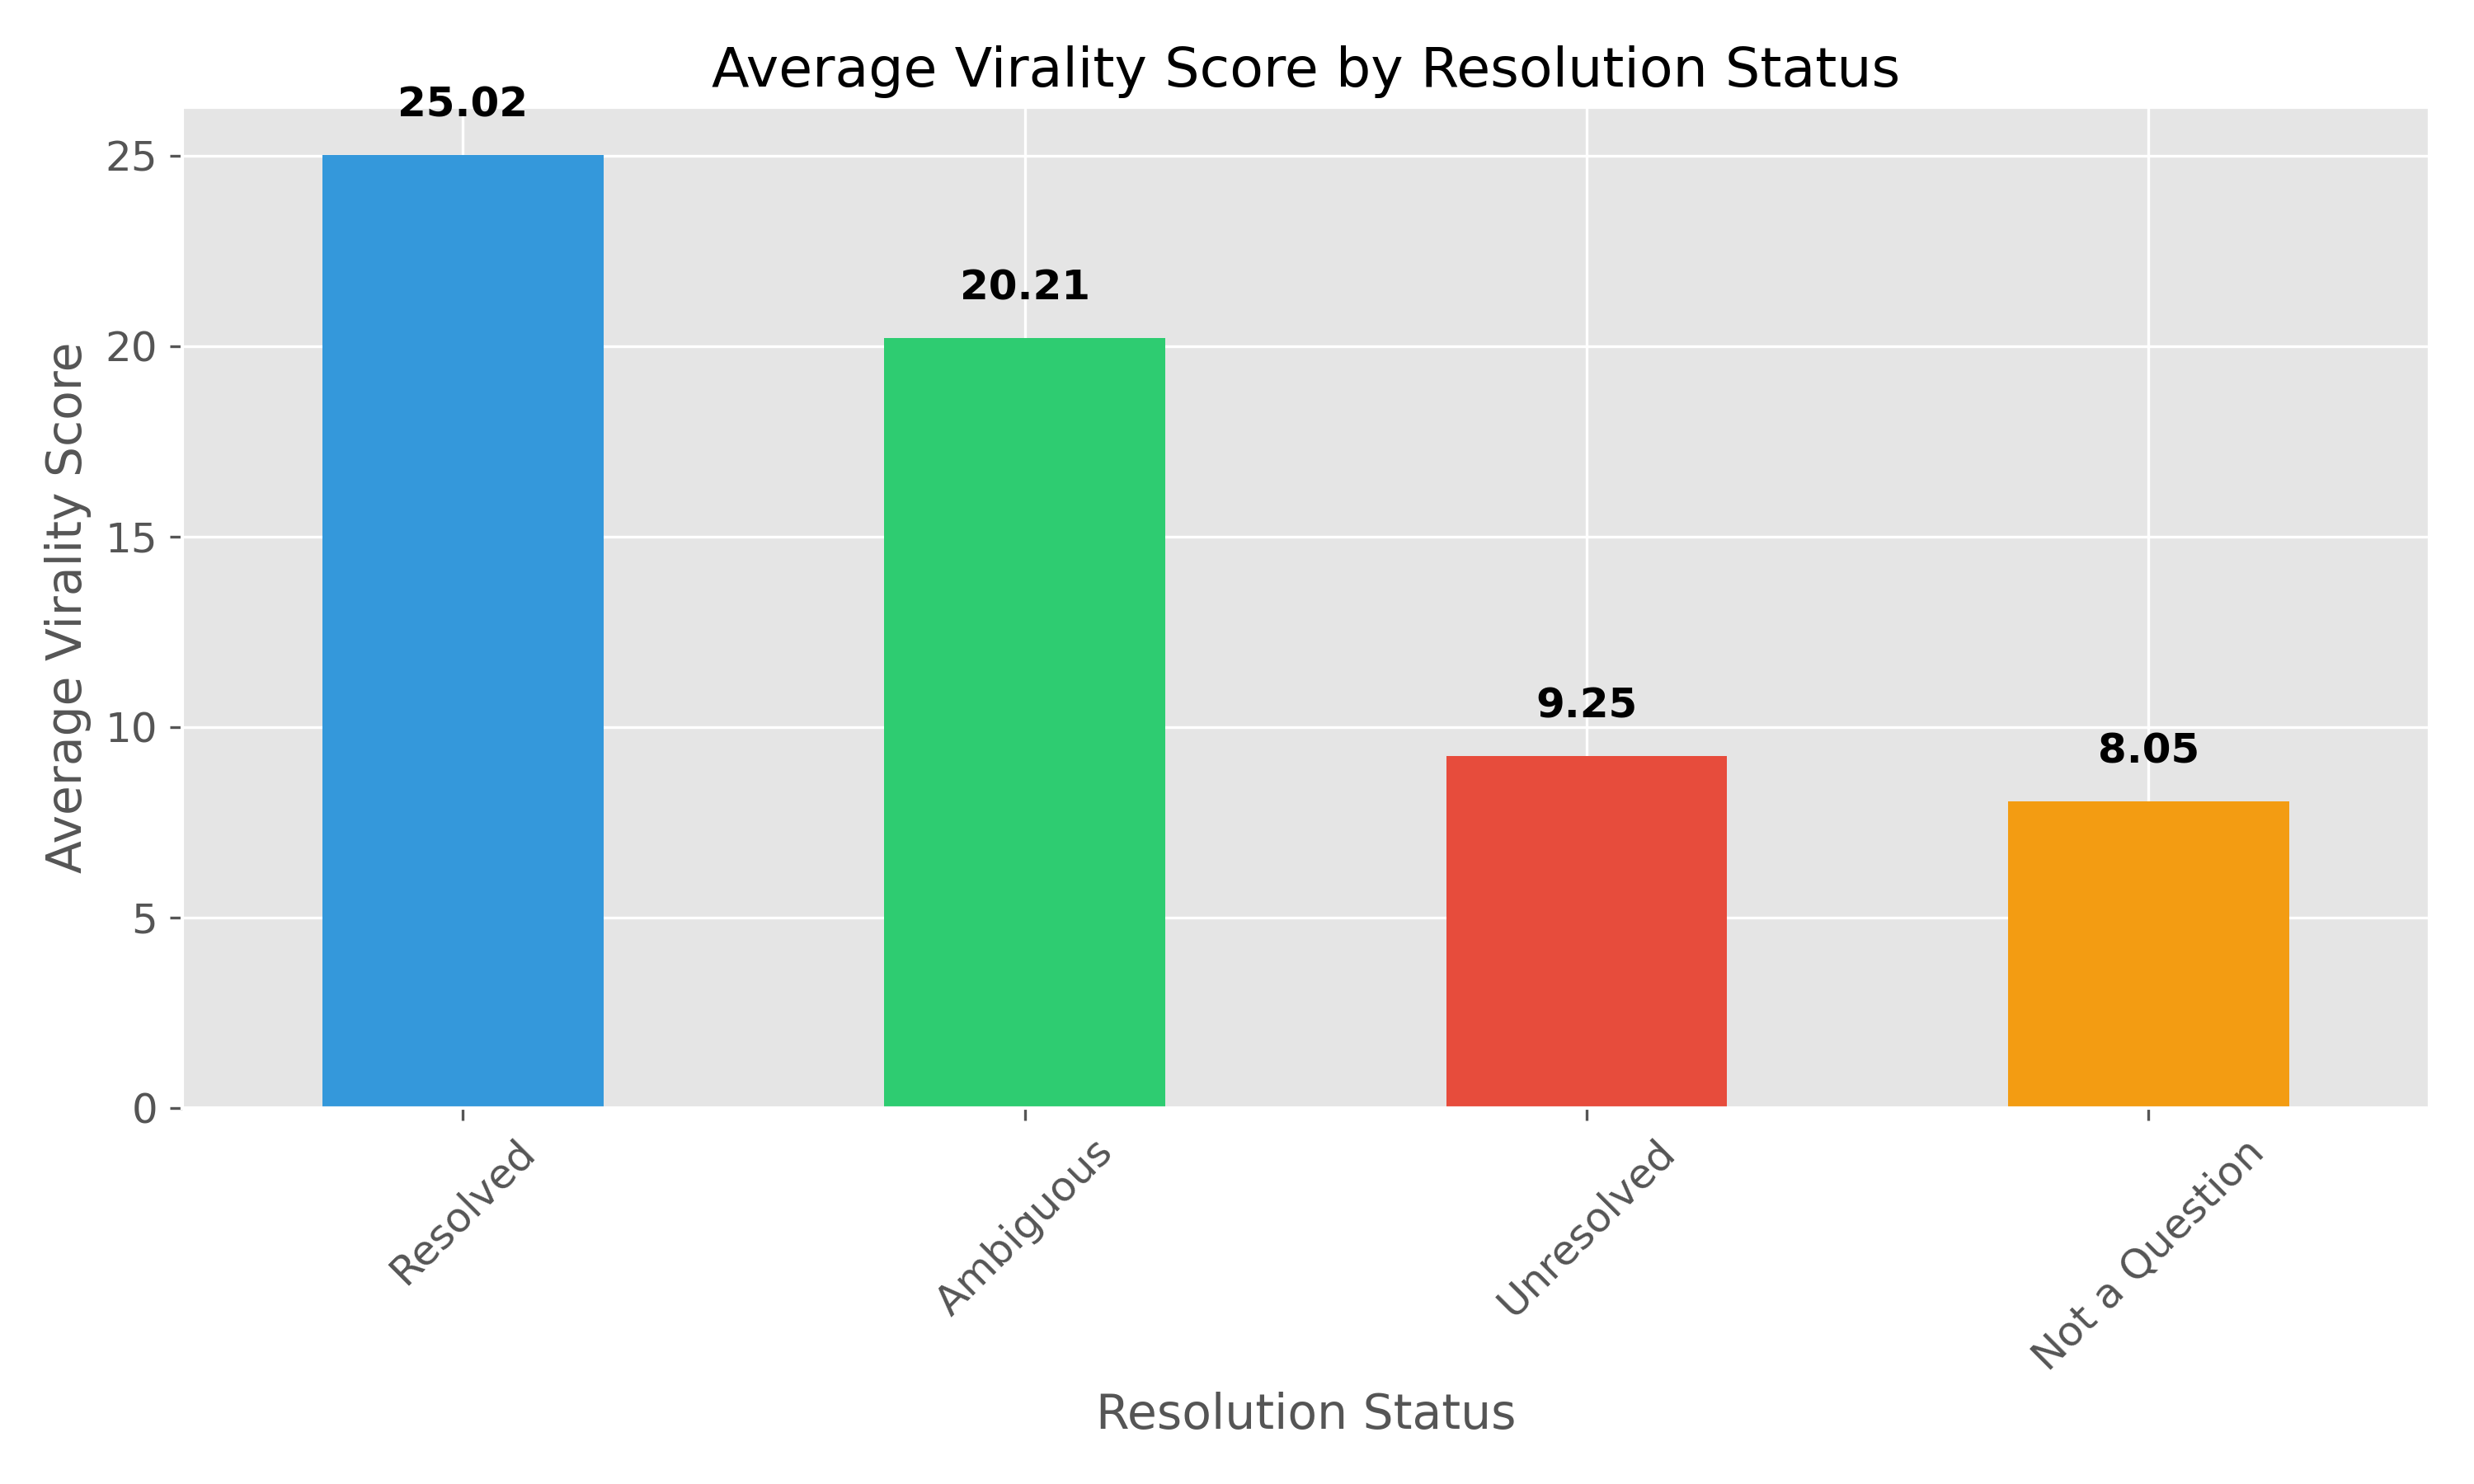 Average Virality Score by Resolution Status
25.02
20.21
9.25
8.05
25
20
15
10
5
0
Average Virality Score
Resolved
Ambiguous
Unresolved
Not a Question
Resolution Status